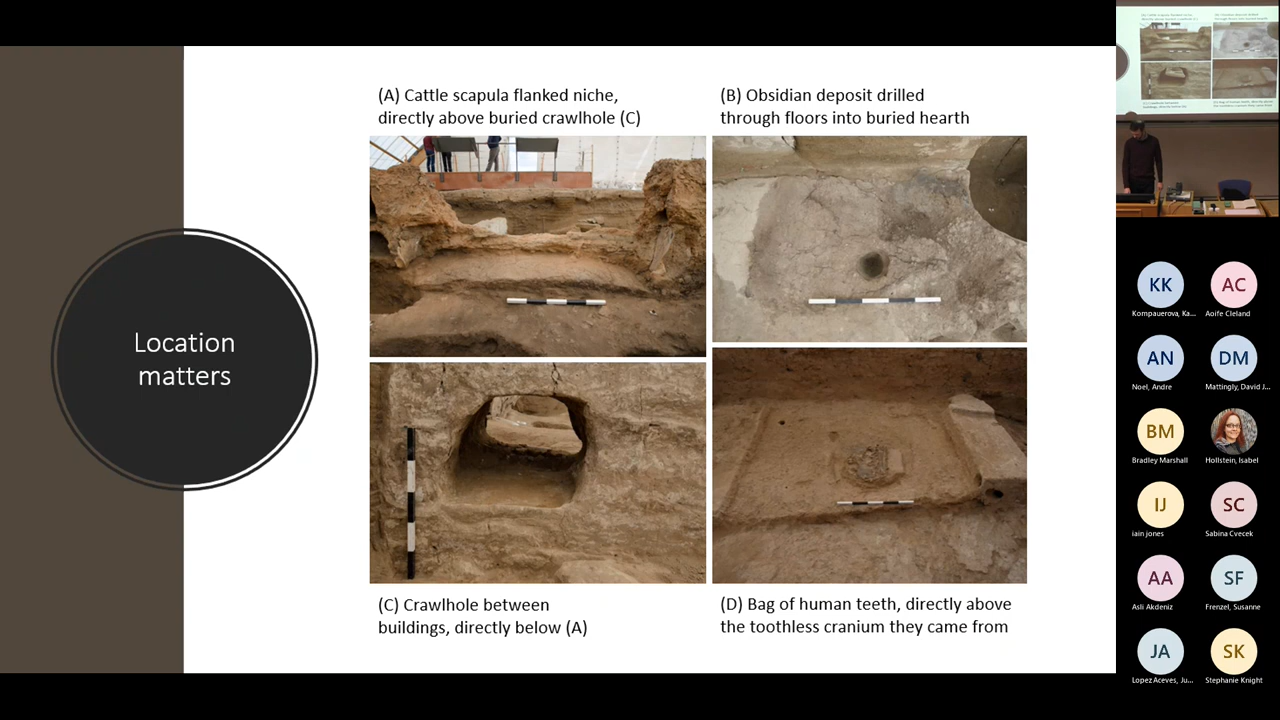 Location
matters
(A) Cattle scapula flanked niche,
directly above buried crawlhole (C)
(B) Obsidian deposit drilled
through floors into buried hearth
(C) Crawlhole between
buildings, directly below (A)
(D) Bag of human teeth, directly above
the toothless cranium they came from
KK
Kompauerova, Ka...
AC
Aoife Cleland
AN
Noel, Andre
DM
Mattingly, David J...
BM
Bradley Marshall
Hollstein, Isabel
IJ
iain jones
SC
Sabina Cvecek
AA
Asli Akdeniz
SF
Frenzel, Susanne
JA
Lopez Aceves, Ju...
SK
Stephanie Knight